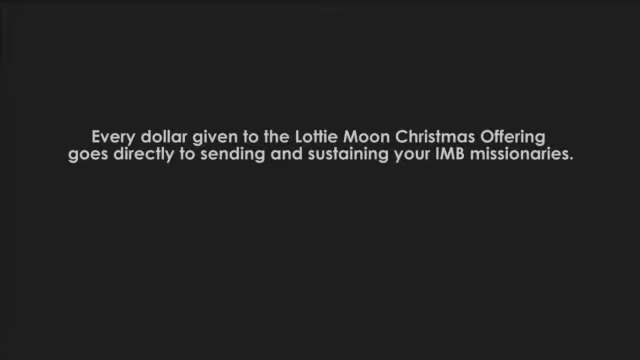 Every dollar given to the Lottie Moon Christmas Offering
goes directly to sending and sustaining your IMB missionaries.